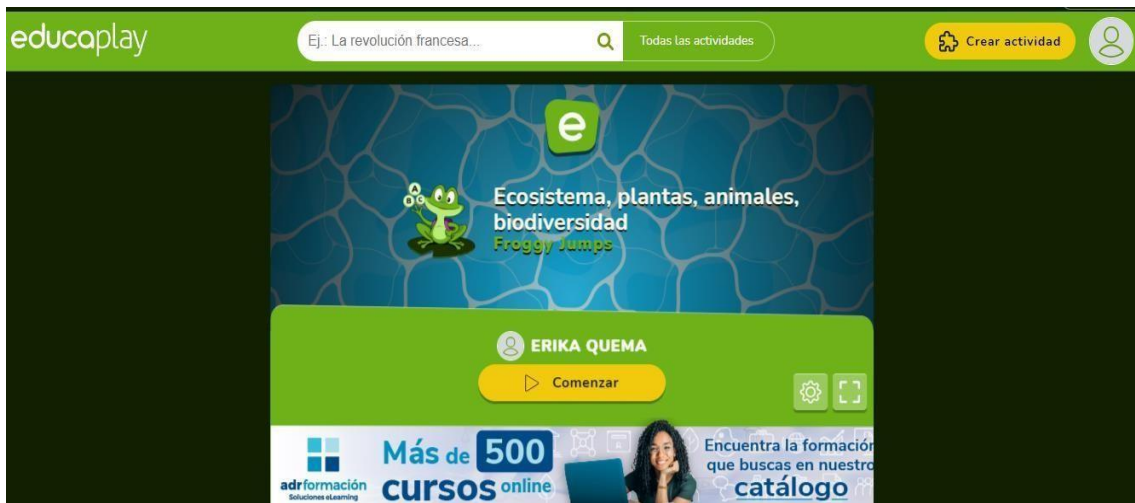 educaplay
Ej.: La revolución francesa...
Todas las actividades
Crear actividad
e
A
B C
Ecosistema, plantas, animales,
biodiversidad
Froggy Jumps
ERIKA QUEMA
Comenzar
adrformación
Soluciones eLearning
Más de 500
cursos online
Encuentra la formación
que buscas en nuestro
catálogo